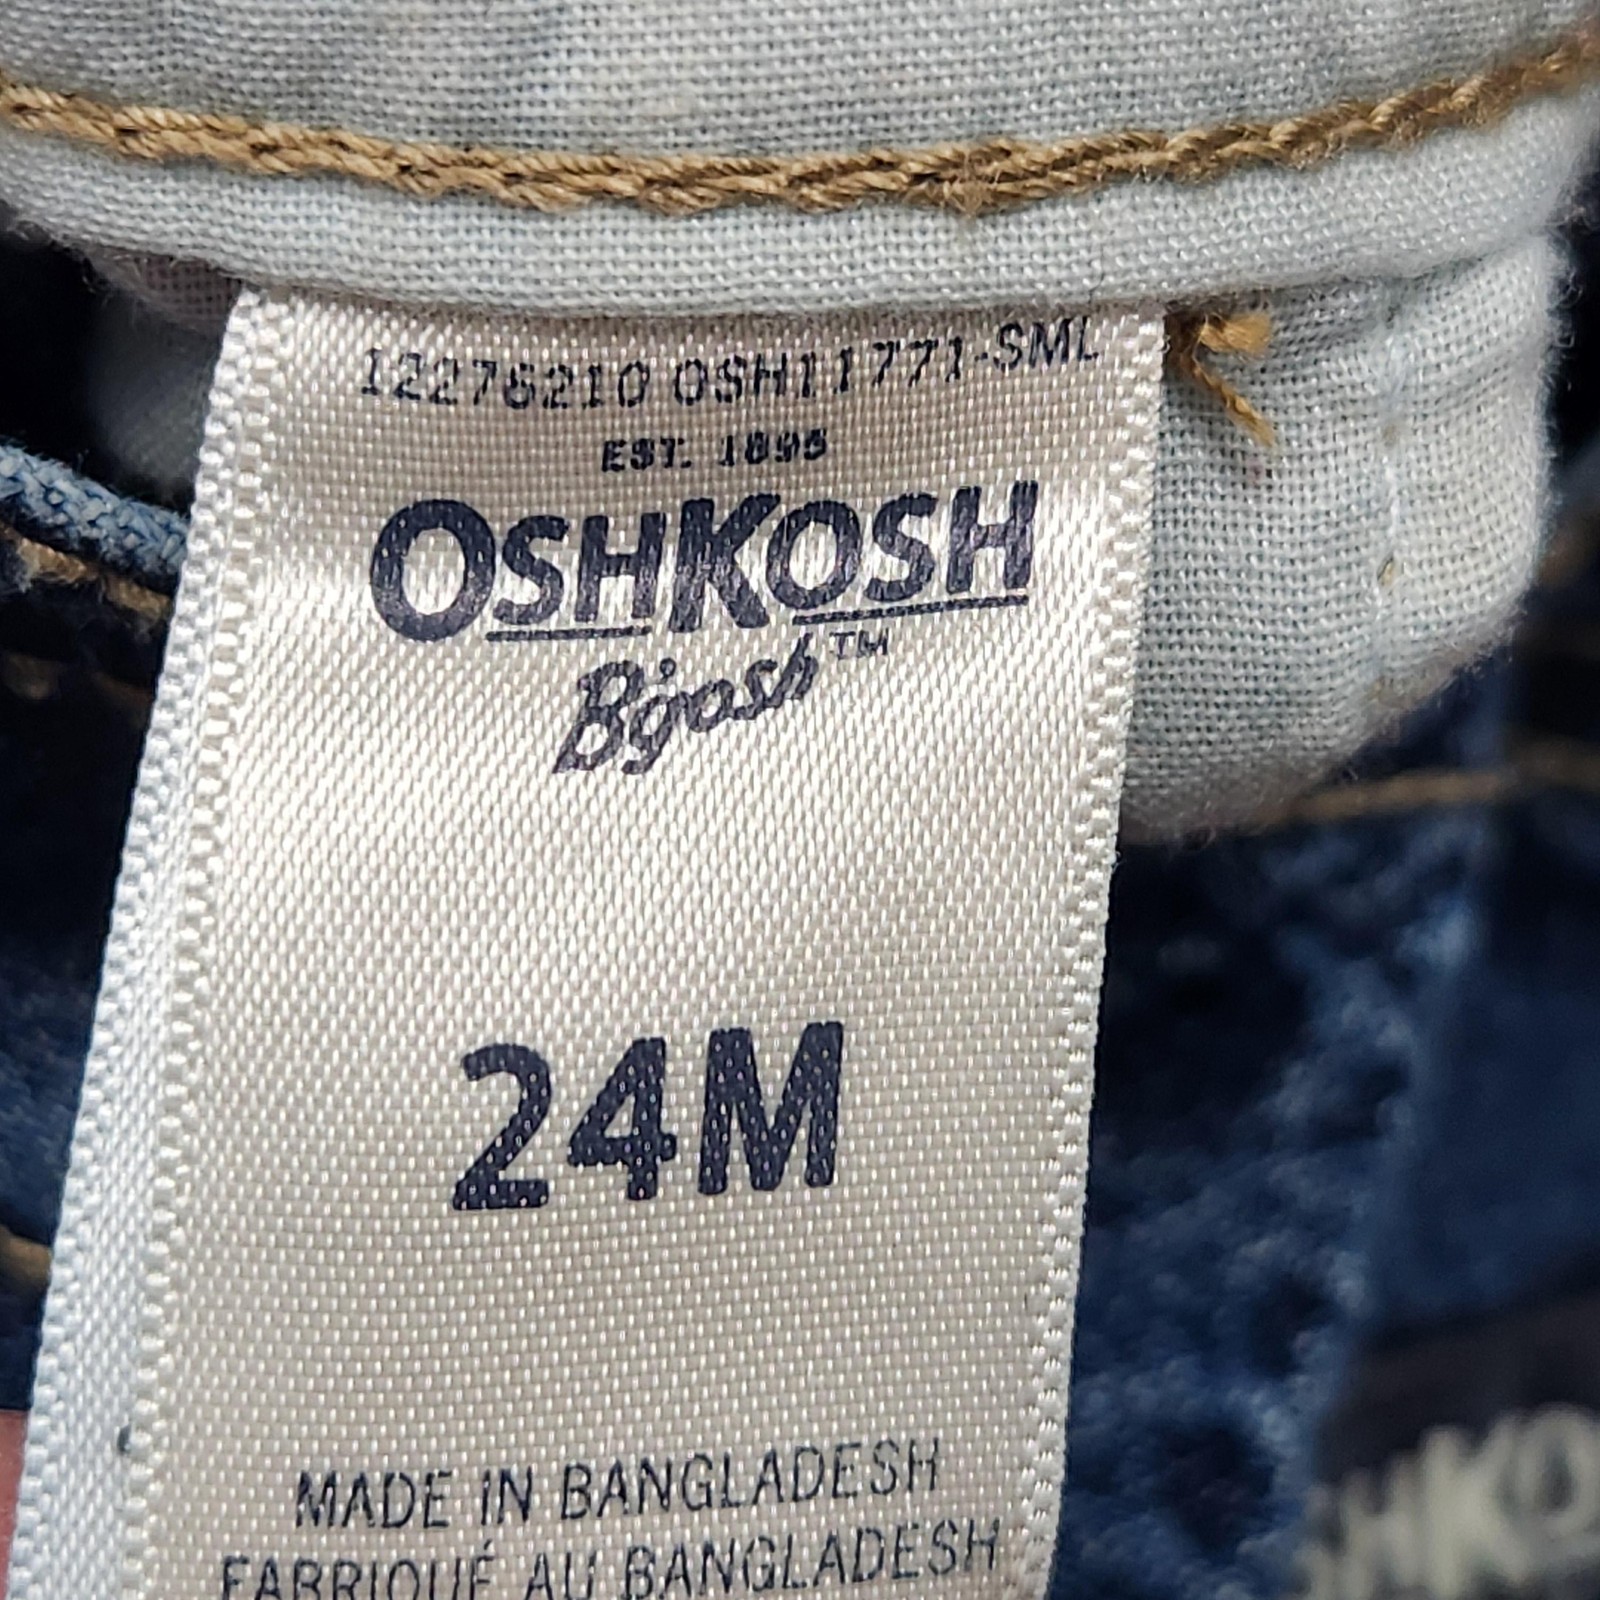 12276210 OSH11771-SML
EST. 1895
OSHKOSH
B'gosh™
24M
MADE IN BANGLADESH
FABRIQUÉ AU BANGLADESH